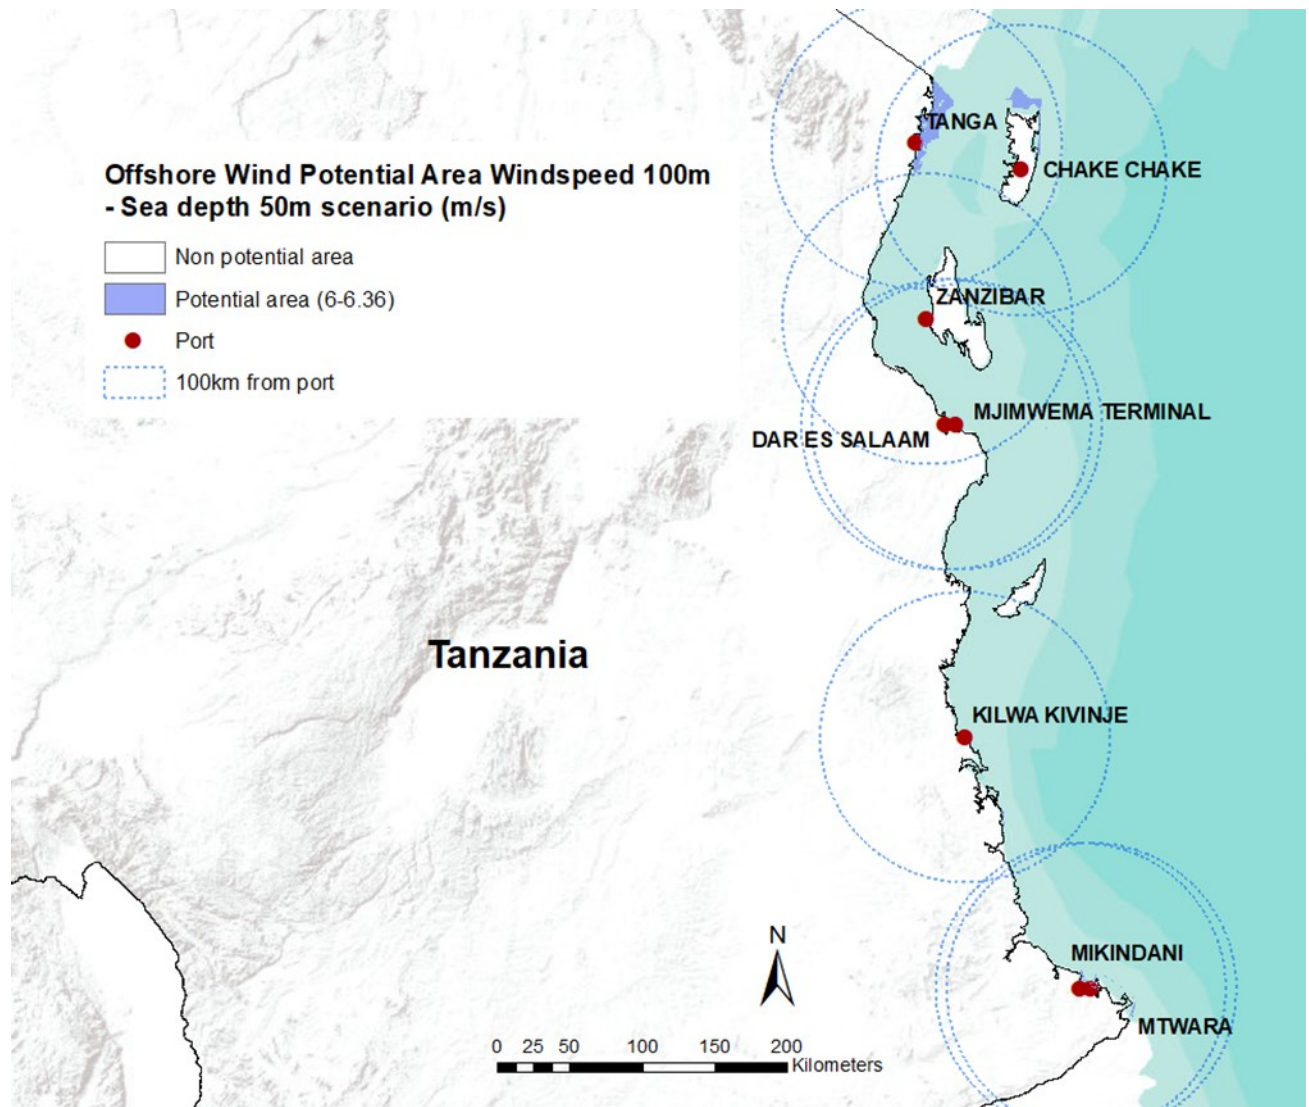 TANGA
CHAKE CHAKE
Offshore Wind Potential Area Windspeed 100m
- Sea depth 50m scenario (m/s)
Non potential area
Potential area (6-6.36)
Port
100km from port
ZANZIBAR
MJIMWEMA TERMINAL
DAR ES SALAAM
Tanzania
KILWA KIVINJE
N
MIKINDANI
MTWARA
0 25 50 100 150 200
Kilometers